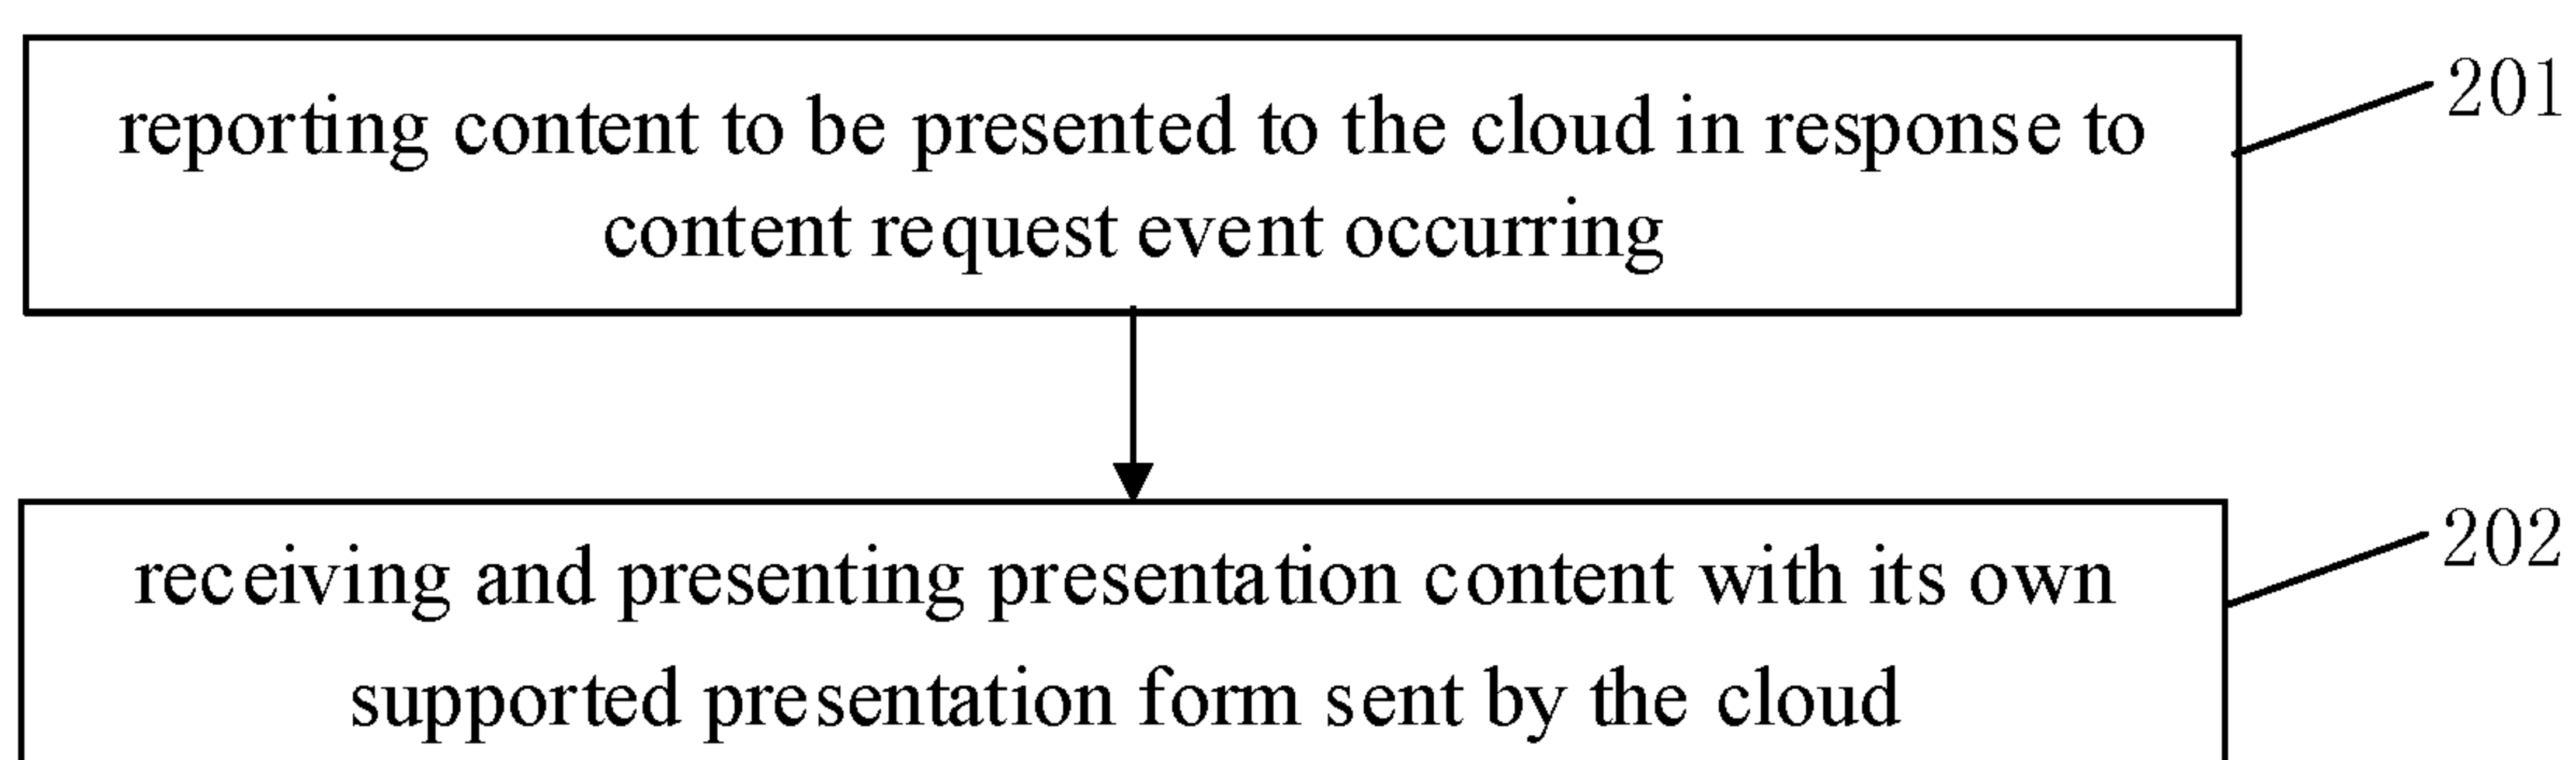 reporting content to be presented to the cloud in response to
content request event occurring
201
receiving and presenting presentation content with its own
supported presentation form sent by the cloud
202